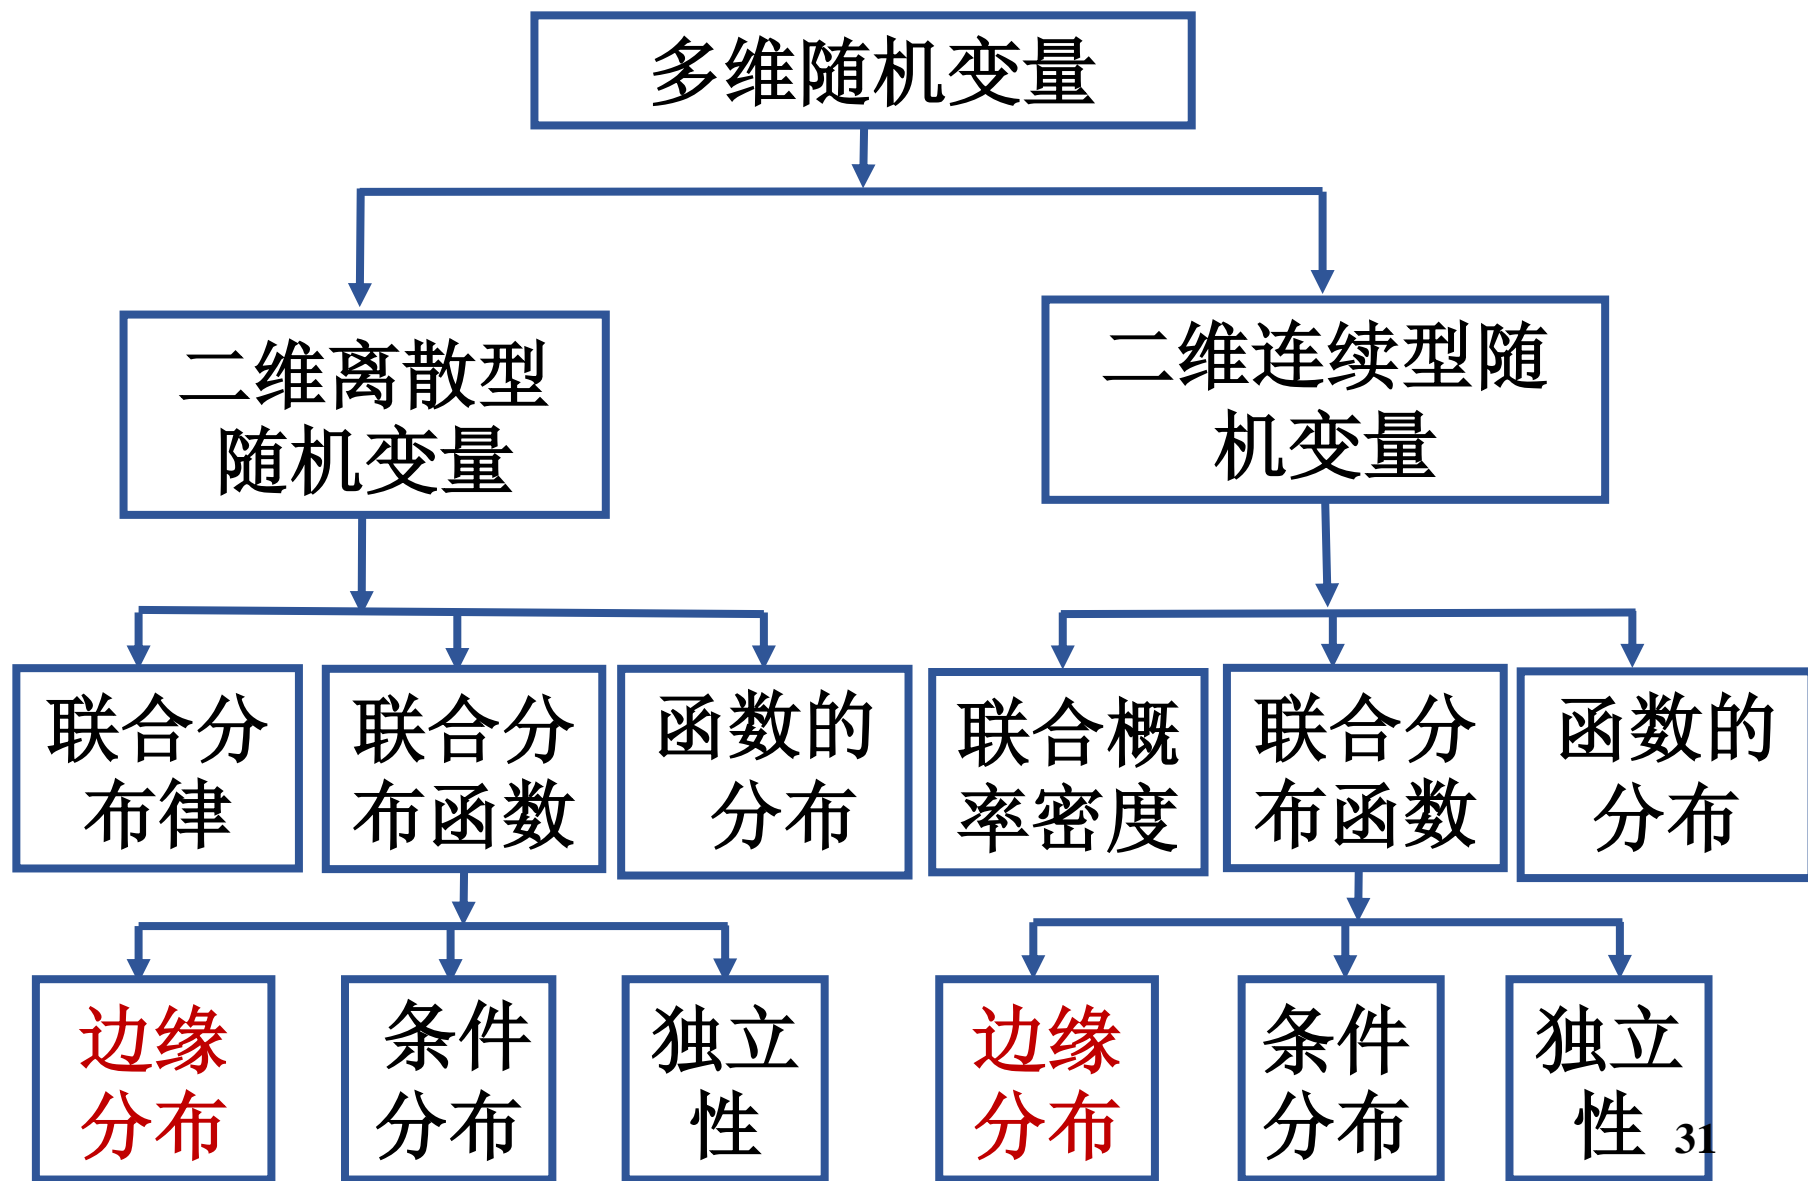 多维随机变量
二维离散型
随机变量
二维连续型随
机变量
联合分
布律
联合分
布函数
函数的
分布
联合概
率密度
联合分
布函数
函数的
分布
边缘
分布
条件
分布
独立
性
边缘
分布
条件
分布
独立
性
31